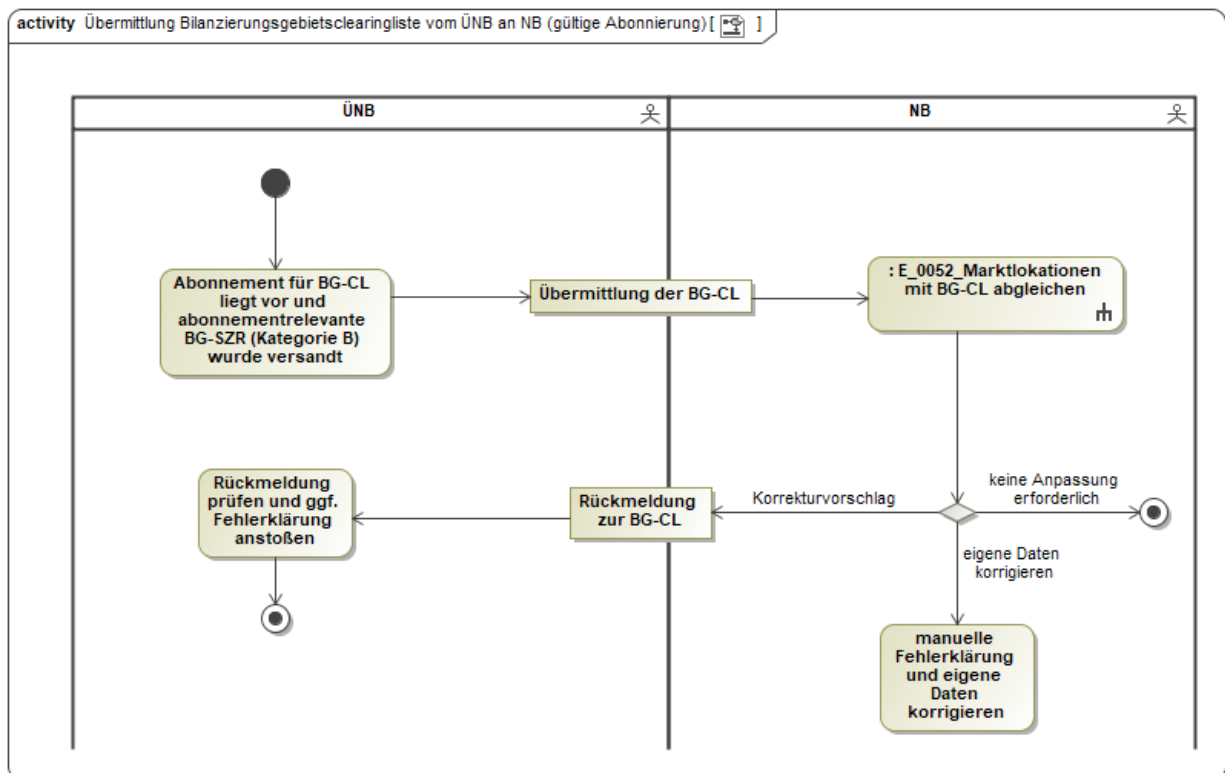 activity Übermittlung Bilanzierungsgebietsclearingliste vom ÜNB an NB (gültige Abonnierung) [ ]
ÜNB
NB
Abonnement für BG-CL
liegt vor und
abonnementrelevante
BG-SZR (Kategorie B)
wurde versandt
Übermittlung der BG-CL
: E_0052_Marktlokationen
mit BG-CL abgleichen
Rückmeldung
prüfen und ggf.
Fehlerklärung
anstoßen
Rückmeldung
zur BG-CL
Korrekturvorschlag
keine Anpassung
erforderlich
eigene Daten
korrigieren
manuelle
Fehlerklärung
und eigene
Daten
korrigieren